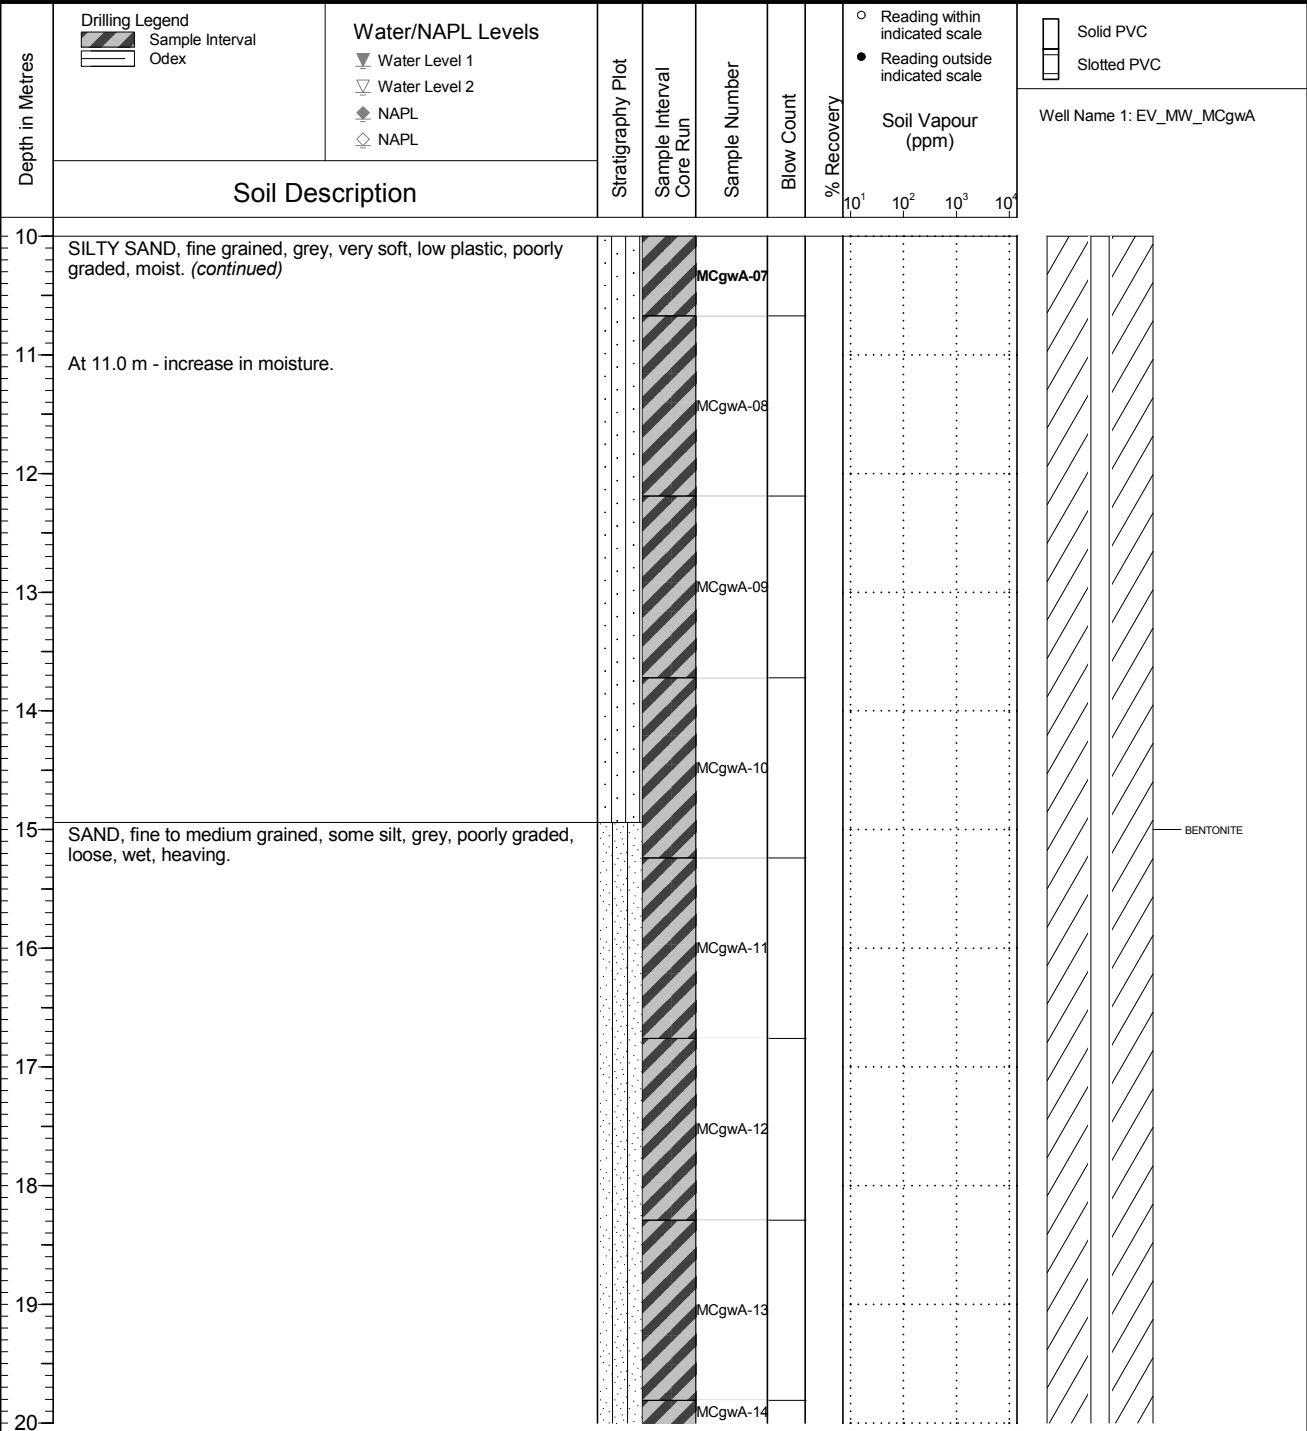 Drilling Legend
Sample Interval
Odex
Water/NAPL Levels
Water Level 1
Water Level 2
NAPL
NAPL
Depth in Metres
Soil Description
Stratigraphy Plot
Sample Interval
Core Run
Sample Number
Blow Count
% Recovery
Reading within
indicated scale
Reading outside
indicated scale
Soil Vapour
(ppm)
10¹ 10² 10³ 10⁴
Solid PVC
Slotted PVC
Well Name 1: EV_MW_MCgwA
10
SILTY SAND, fine grained, grey, very soft, low plastic, poorly
graded, moist. (continued)
MCgwA-07
11
At 11.0 m - increase in moisture.
MCgwA-08
12
13
MCgwA-09
14
MCgwA-10
15
SAND, fine to medium grained, some silt, grey, poorly graded,
loose, wet, heaving.
BENTONITE
16
MCgwA-11
17
MCgwA-12
18
19
MCgwA-13
20
MCgwA-14